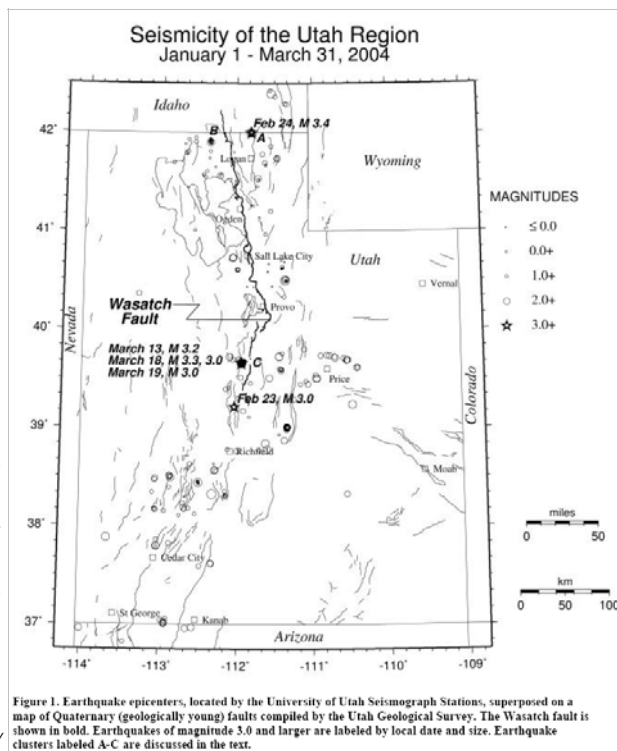 Seismicity of the Utah Region
January 1 - March 31, 2004
Idaho
42˚
B
Feb 24, M 3.4
A
Logan
Wyoming
MAGNITUDES
≤ 0.0
0.0+
1.0+
2.0+
3.0+
41˚
Ogden
Salt Lake City
Utah
Vernal
Wasatch
Fault
Provo
40˚
Nevada
March 13, M 3.2
March 18, M 3.3, 3.0
March 19, M 3.0
C
Price
Colorado
Feb 23, M 3.0
39˚
Richfield
Moab
38˚
miles
0 50
Cedar City
km
0 50 100
St George
Kanab
37˚
Arizona
-114˚ -113˚ -112˚ -111˚ -110˚ -109˚
Figure 1. Earthquake epicenters, located by the University of Utah Seismograph Stations, superposed on a
map of Quaternary (geologically young) faults compiled by the Utah Geological Survey. The Wasatch fault is
shown in bold. Earthquakes of magnitude 3.0 and larger are labeled by local date and size. Earthquake
clusters labeled A-C are discussed in the text.